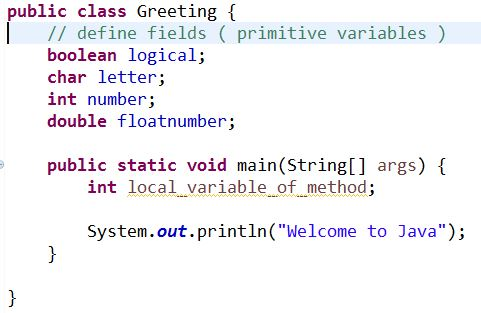 public class Greeting {
    // define fields ( primitive variables )
    boolean logical;
    char letter;
    int number;
    double floatnumber;

    public static void main(String[] args) {
        int local_variable_of_method;

        System.out.println("Welcome to Java");
    }

}